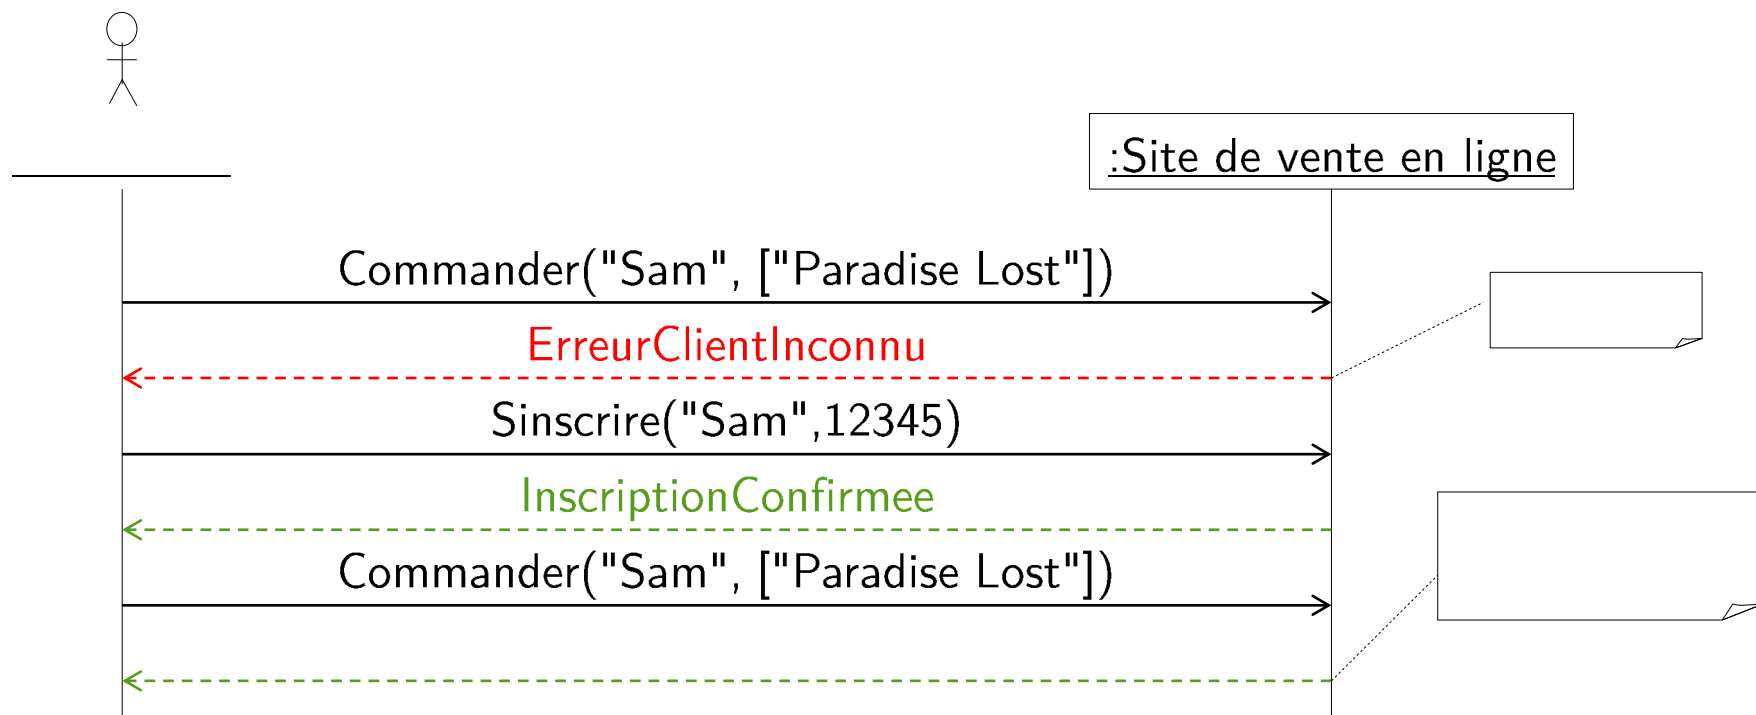 :Site de vente en ligne
Commander("Sam", ["Paradise Lost"])
ErreurClientInconnu
Sinscrire("Sam",12345)
InscriptionConfirmee
Commander("Sam", ["Paradise Lost"])